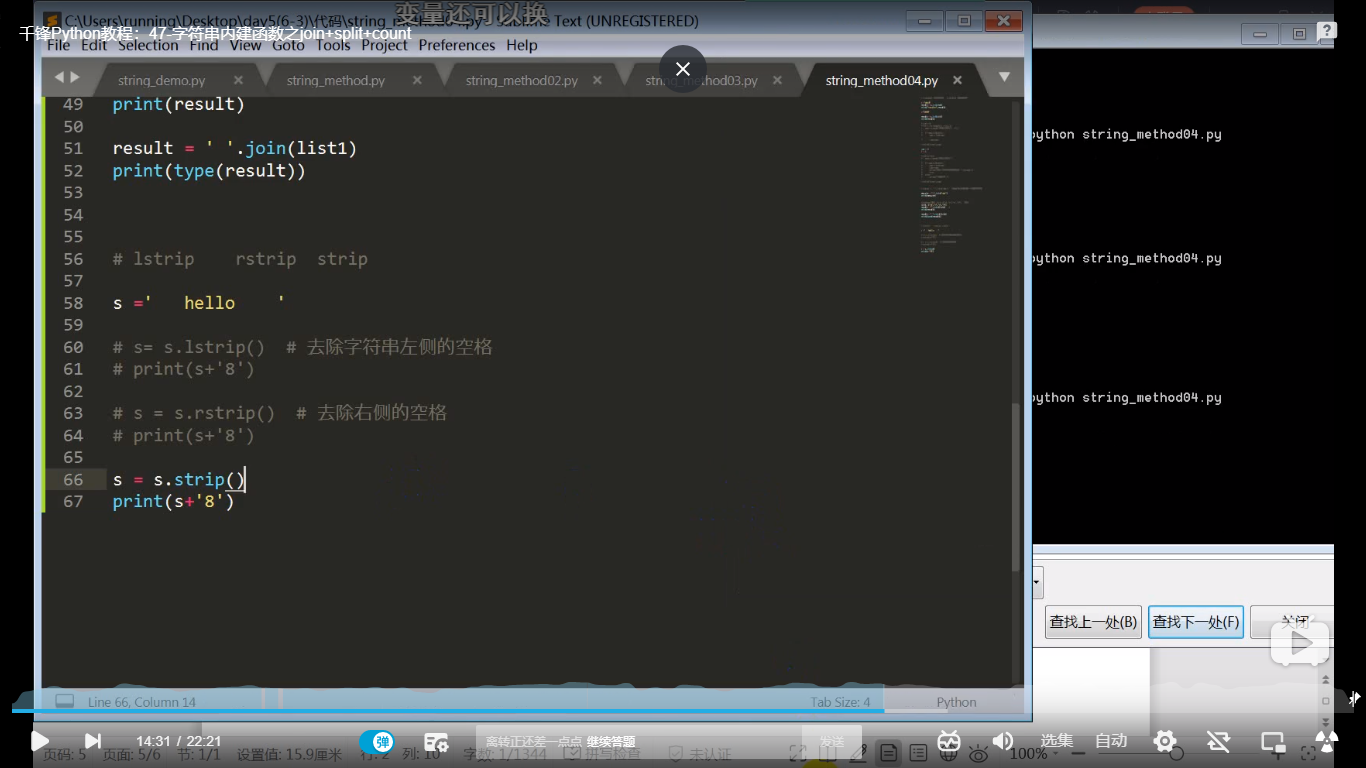 C:\Users\running\Desktop\day5(6-3)\代码\string_
Text (UNREGISTERED)
变量还可以换
千锋Python教程：47-字符串内建函数之join+split+count
File Edit Selection Find View Goto Tools Project Preferences Help
string_demo.py × string_method.py × string_method02.py × string_method03.py × string_method04.py ×
49 print(result)
50
51 result = ' '.join(list1)
52 print(type(result))
53
54
55
56 # lstrip    rstrip  strip
57
58 s ='   hello    '
59
60 # s= s.lstrip()  # 去除字符串左侧的空格
61 # print(s+'8')
62
63 # s = s.rstrip()  # 去除右侧的空格
64 # print(s+'8')
65
66 s = s.strip()
67 print(s+'8')
python string_method04.py
python string_method04.py
python string_method04.py
查找上一处(B) 查找下一处(F) 关闭
Line 66, Column 14 Tab Size: 4 Python
14:31 / 22:21 弹 离转正还差一点点 继续答题 发送 选集 自动
页码: 5 页面: 5/6 节: 1/1 设置值: 15.9厘米 行: 2 列: 10 字数: 1/1344 拼写检查 未认证 100%